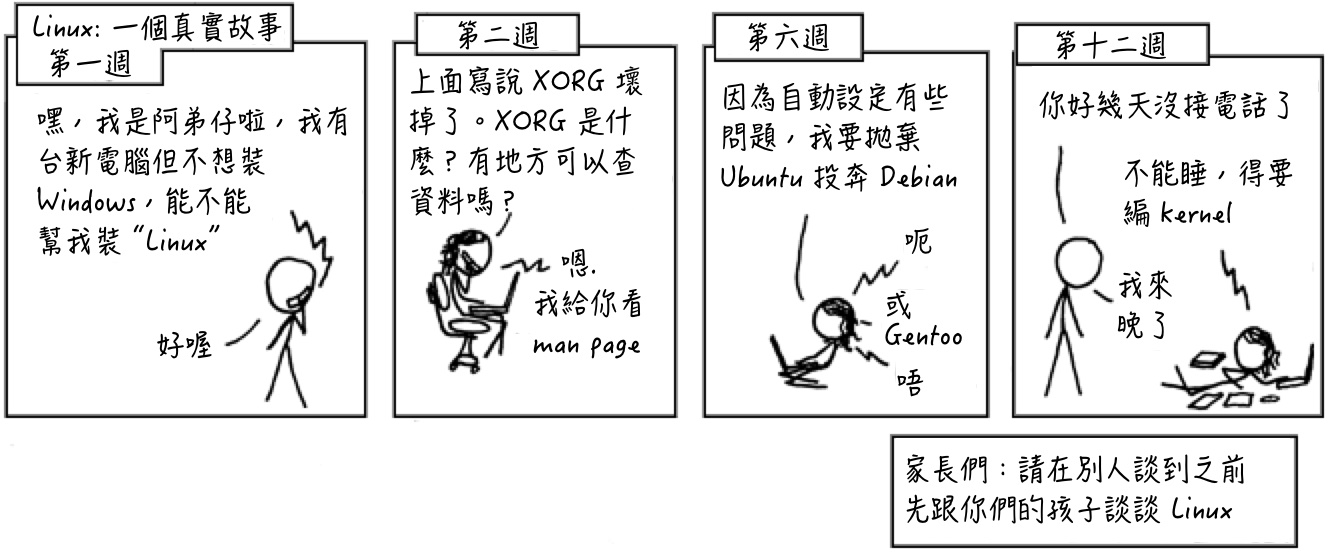 Linux: 一個真實故事
第一週
嘿，我是阿弟仔啦，我有
台新電腦但不想裝
Windows，能不能
幫我裝 “Linux”
好喔
第二週
上面寫說 XORG 壞
掉了。XORG 是什
麼？有地方可以查
資料嗎？
嗯.
我給你看
man page
第六週
因為自動設定有些
問題，我要拋棄
Ubuntu 投奔 Debian
呃
或
Gentoo
唔
第十二週
你好幾天沒接電話了
不能睡，得要
編 kernel
我來
晚了
家長們：請在別人談到之前
先跟你們的孩子談談 Linux